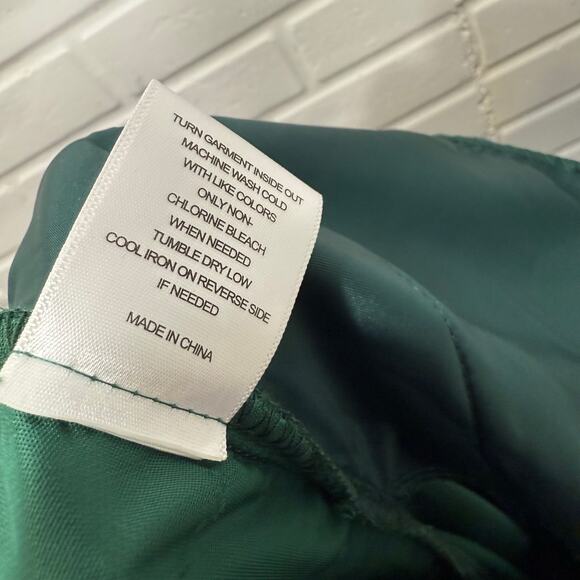 TURN GARMENT INSIDE OUT
MACHINE WASH COLD
WITH LIKE COLORS
ONLY NON-
CHLORINE BLEACH
WHEN NEEDED
TUMBLE DRY LOW
COOL IRON ON REVERSE SIDE
IF NEEDED
MADE IN CHINA